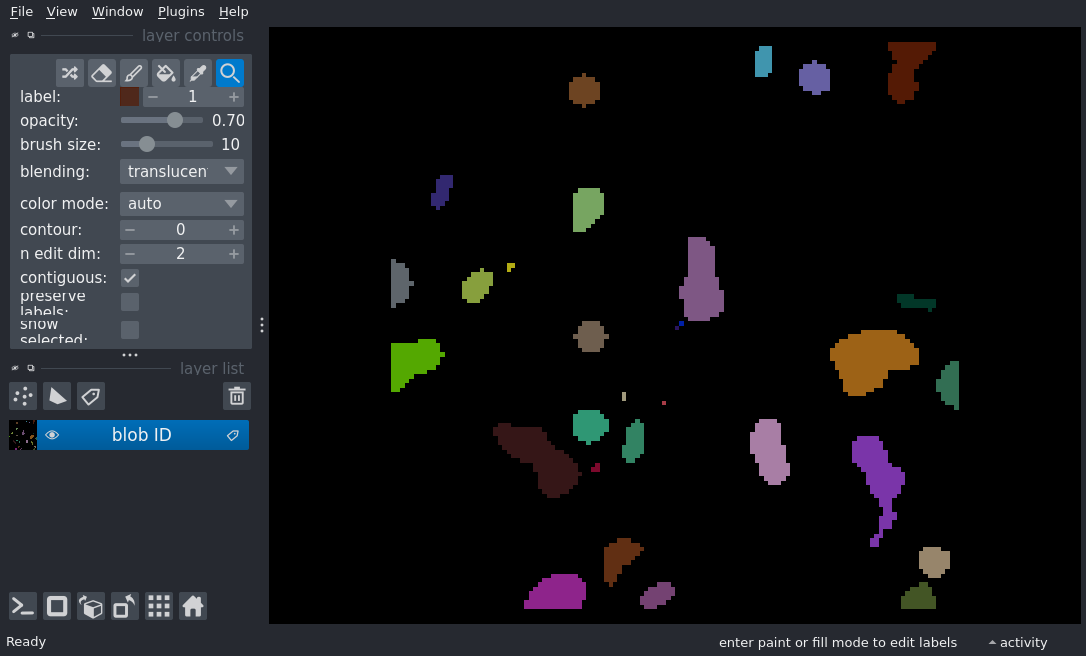 File View Window Plugins Help
layer controls
label: 1
opacity: 0.70
brush size: 10
blending: translucen
color mode: auto
contour: 0
n edit dim: 2
contiguous:
preserve
labels:
show
selected:
layer list
blob ID
Ready
enter paint or fill mode to edit labels
activity